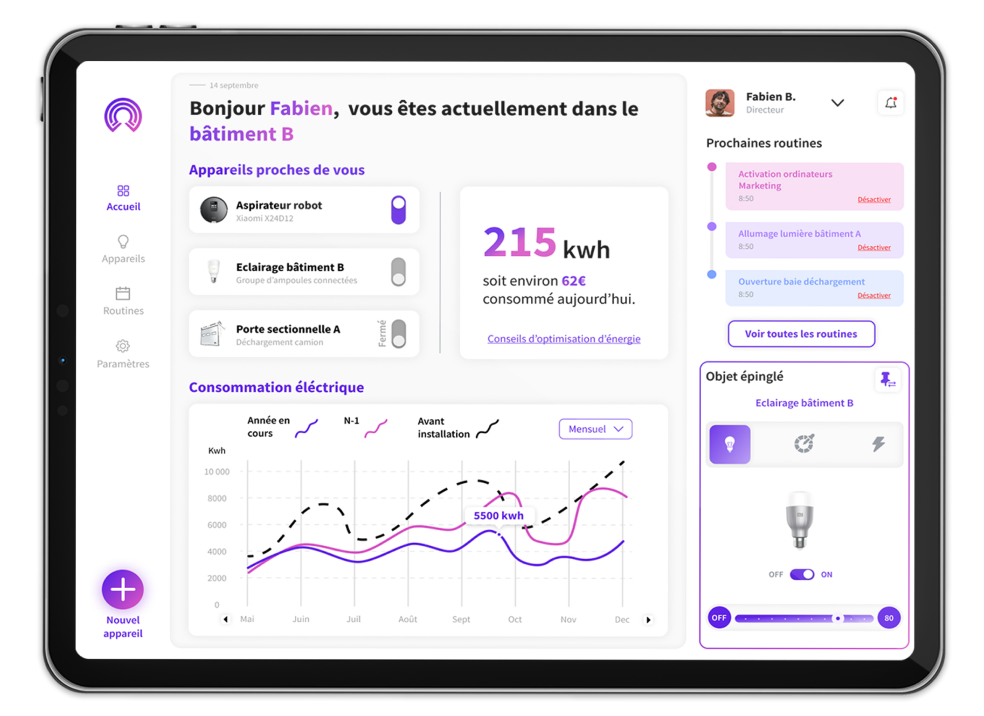 14 septembre
Bonjour Fabien, vous êtes actuellement dans le
bâtiment B
Accueil
Appareils
Routines
Paramètres
Nouvel
appareil
Appareils proches de vous
Aspirateur robot
Xiaomi X24D12
Eclairage bâtiment B
Groupe d'ampoules connectées
Porte sectionnelle A
Déchargement camion
Fermé
215 kwh
soit environ 62€
consommé aujourd'hui.
Conseils d'optimisation d'énergie
Consommation éléctrique
Année en
cours
N-1
Avant
installation
Mensuel
Kwh
10 000
8000
6000
4000
2000
0
5500 kwh
Mai Juin Juil Août Sept Oct Nov Dec
Fabien B.
Directeur
Prochaines routines
Activation ordinateurs
Marketing
8:50 Désactiver
Allumage lumière bâtiment A
8:50 Désactiver
Ouverture baie déchargement
8:50 Désactiver
Voir toutes les routines
Objet épinglé
Eclairage bâtiment B
OFF ON
OFF 80